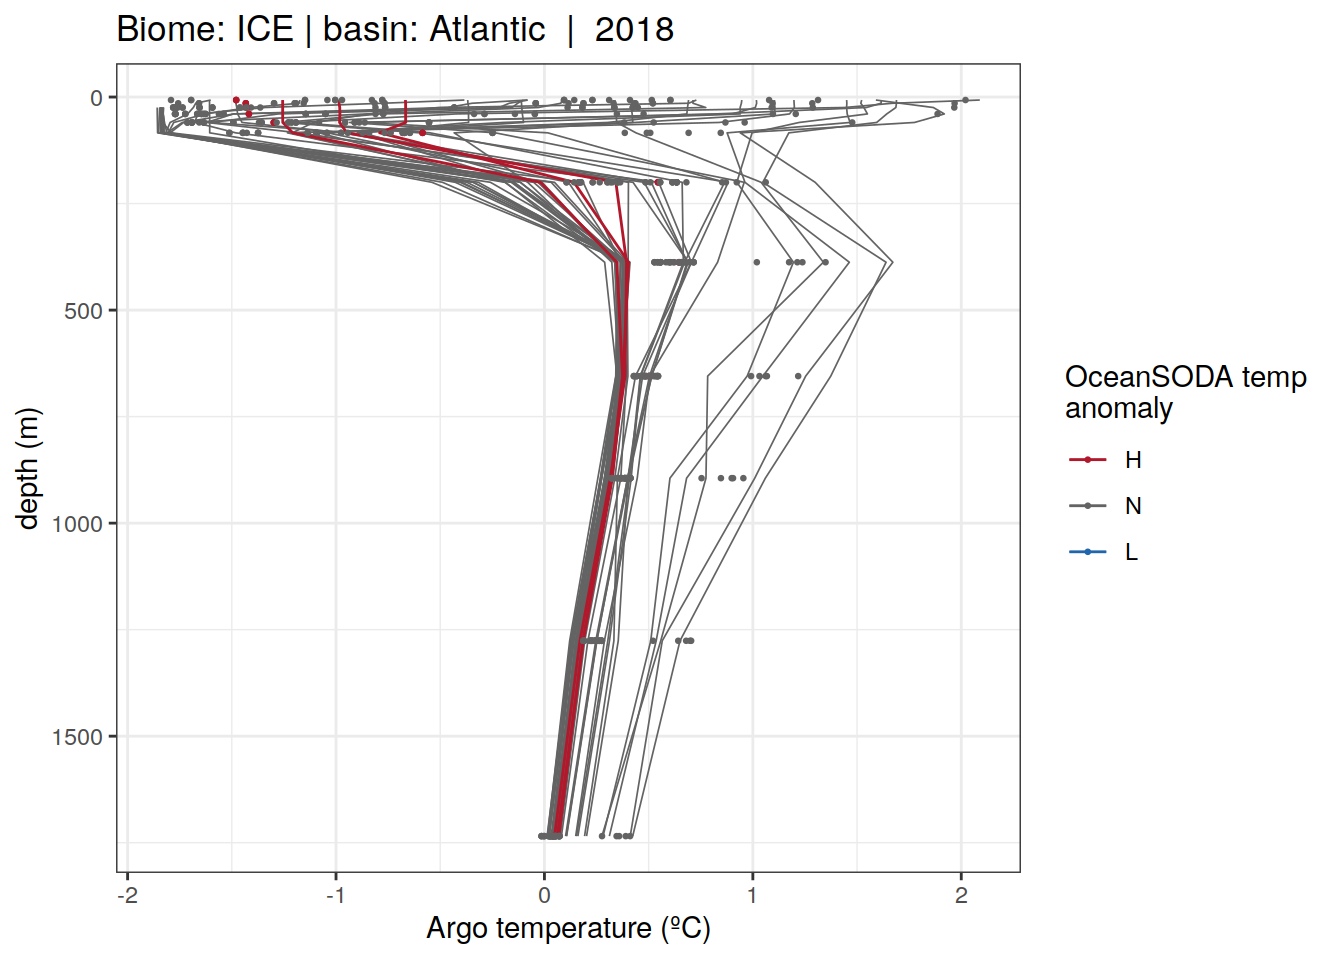 Biome: ICE | basin: Atlantic  |  2018
0
500
1000
1500
depth (m)
-2
-1
0
1
2
Argo temperature (ºC)
OceanSODA temp
anomaly
H
N
L